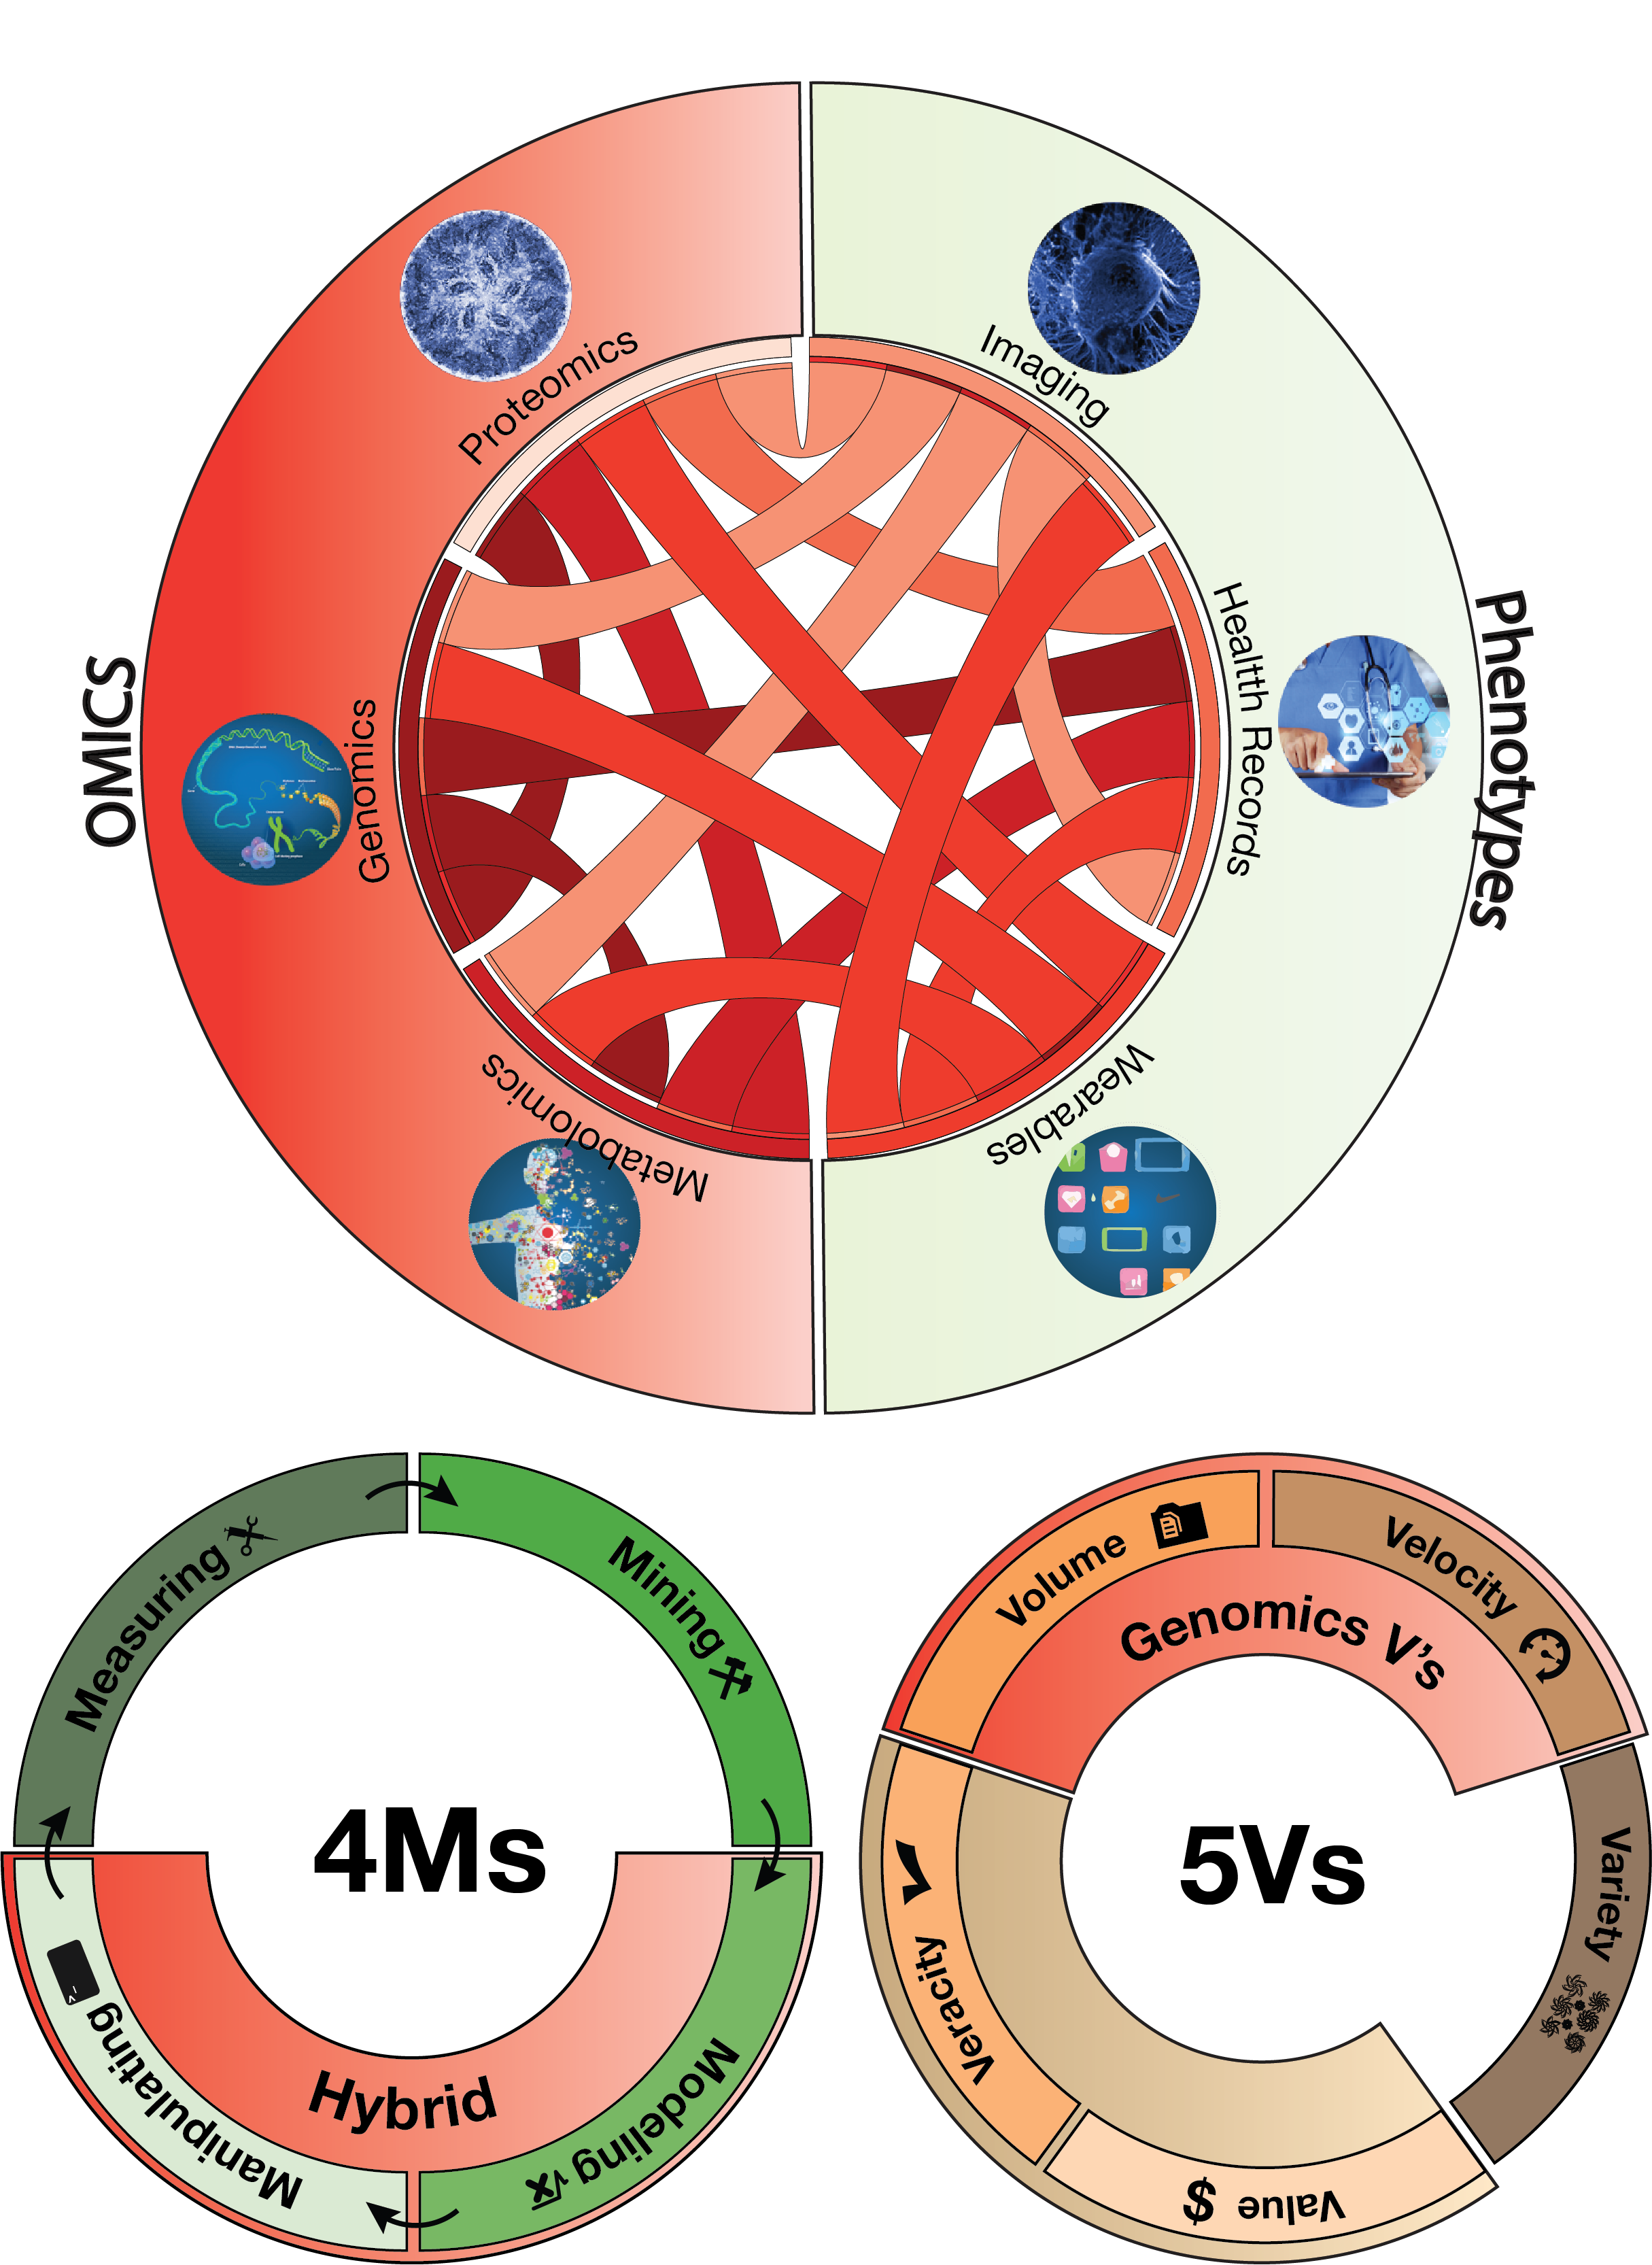 OMICS
Phenotypes
Proteomics
Imaging
Genomics
Healtth Records
Metabolomics
Wearables
Measuring
Mining
4Ms
Hybrid
Manipulating
Modeling
Volume
Velocity
Genomics V's
5Vs
Variety
Veracity
Value $